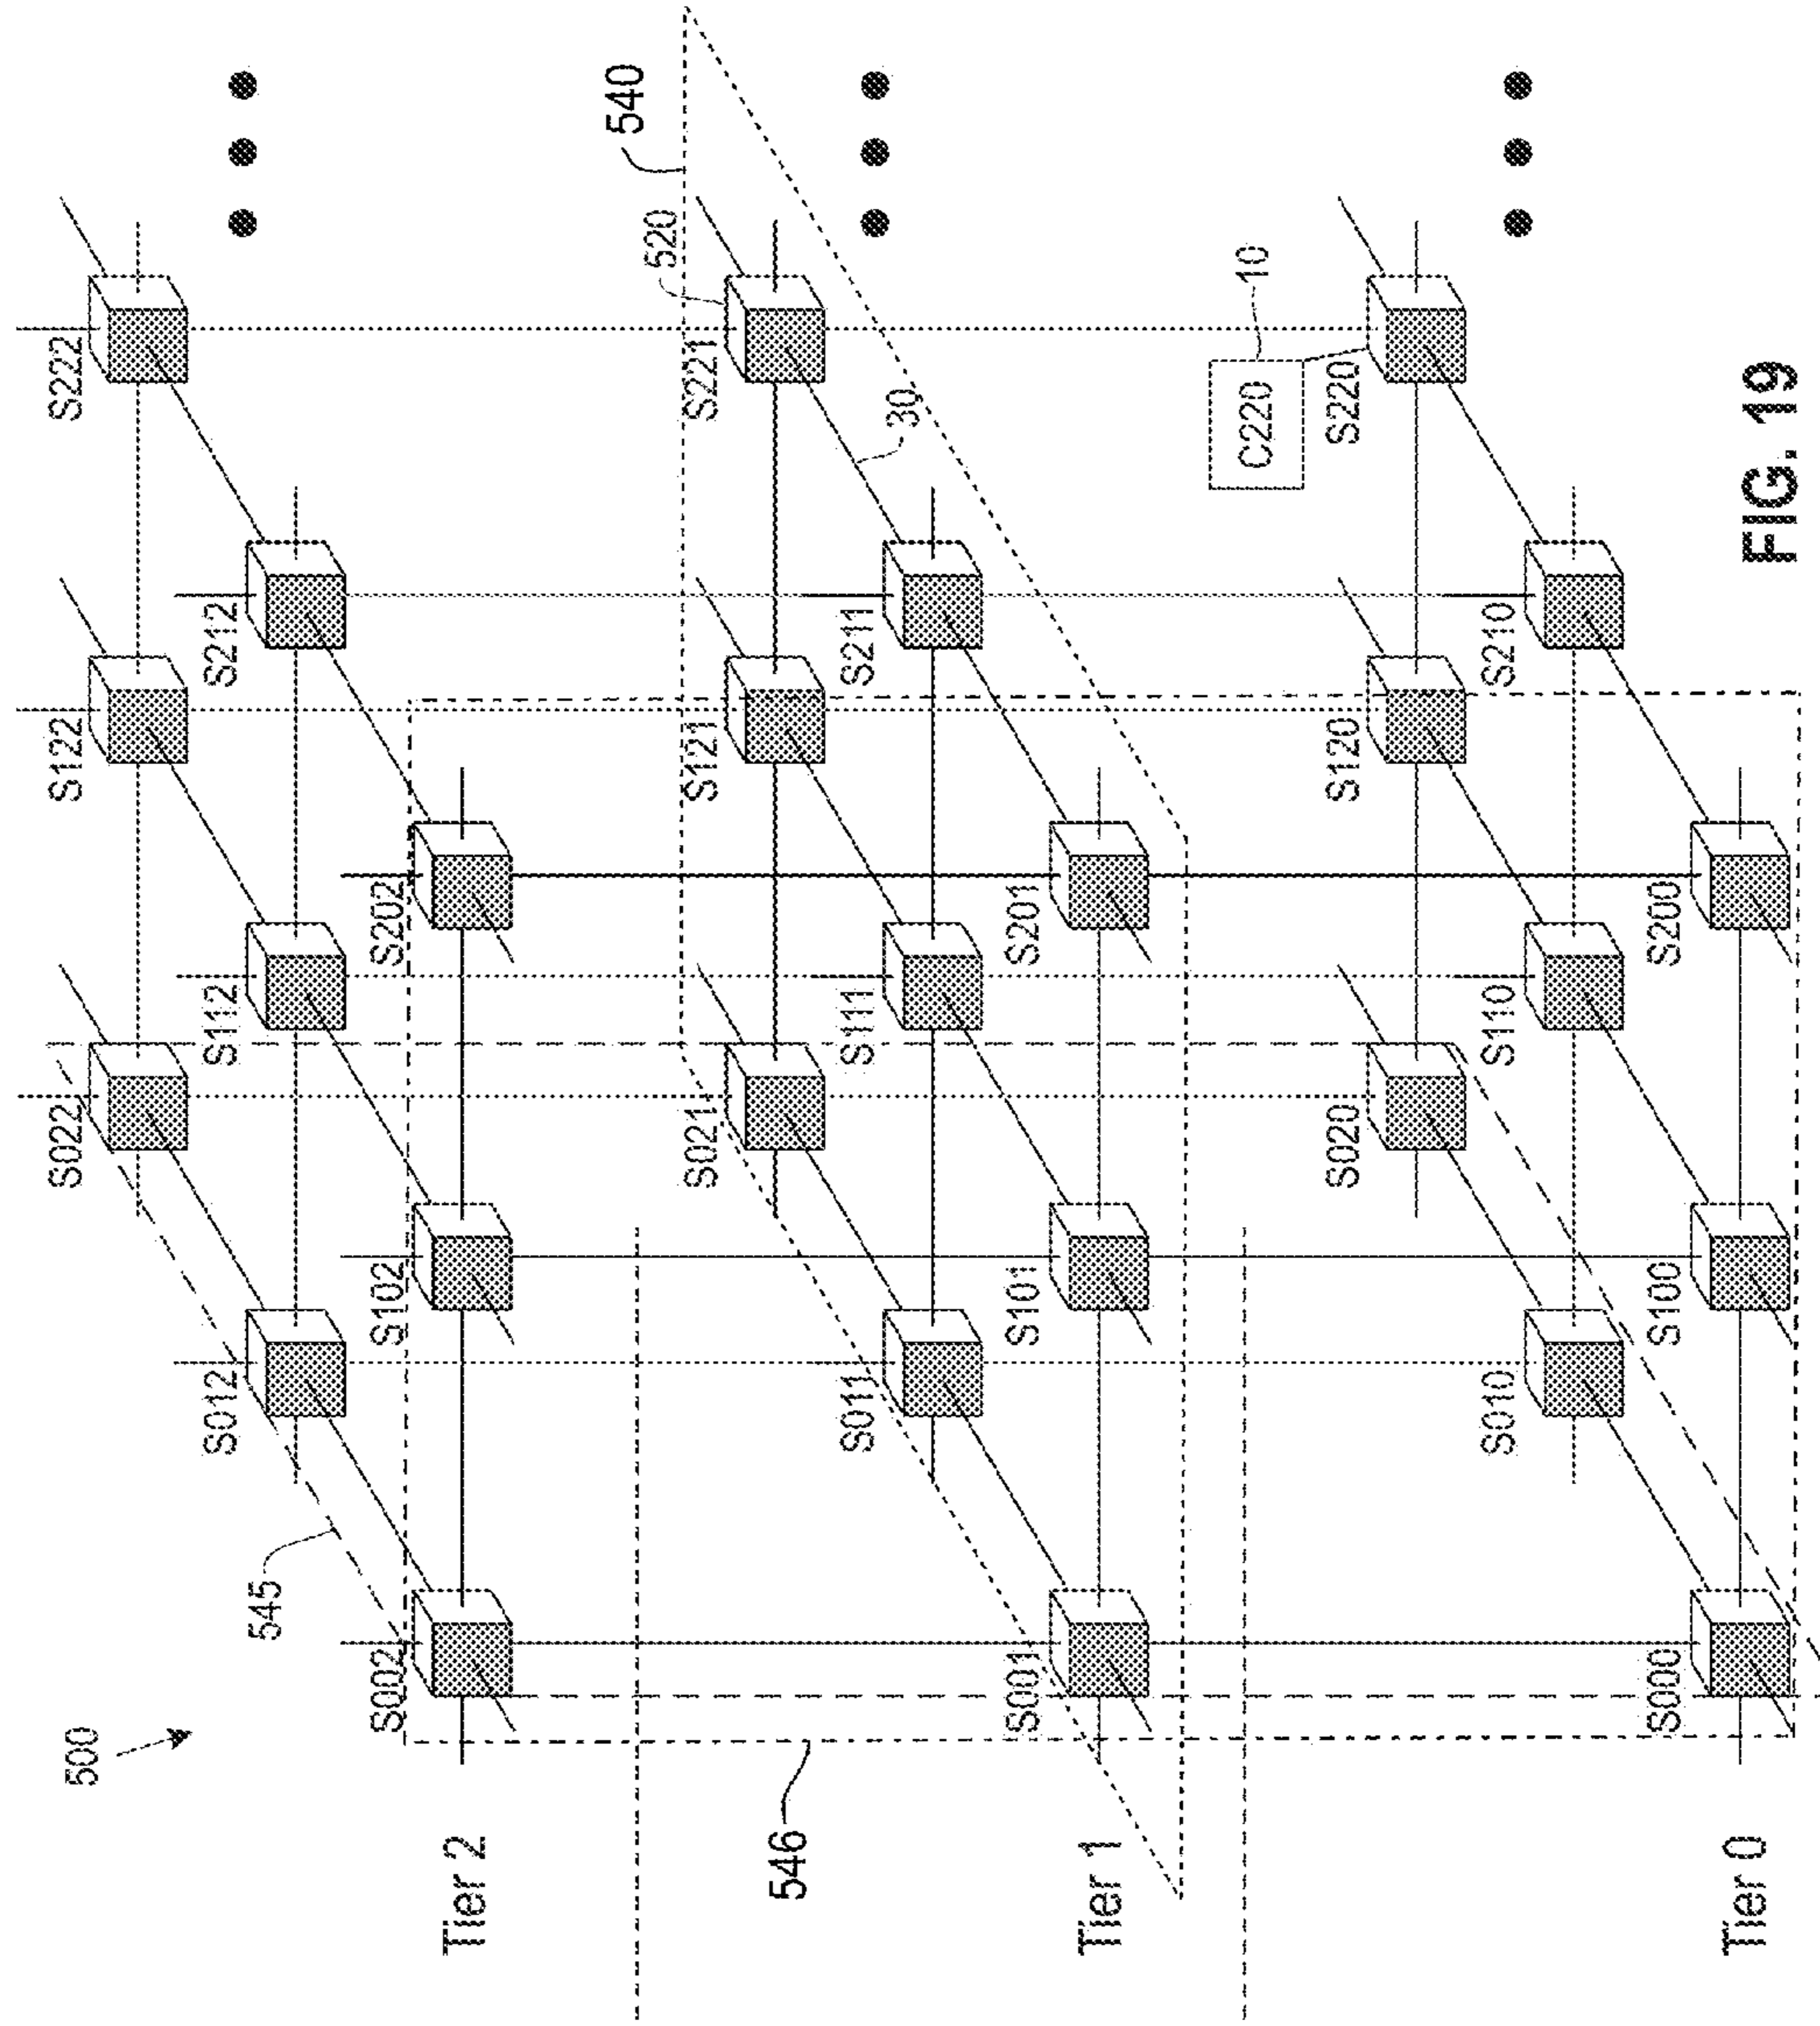 500
545
S022
S122
S222
S012
S112
S212
Tier 2
S002
S102
S202
540
520
546
S021
S121
S221
30
S011
S111
S211
Tier 1
S001
S101
S201
10
C220
S020
S120
S220
S010
S110
S210
Tier 0
S000
S100
S200
FIG. 19